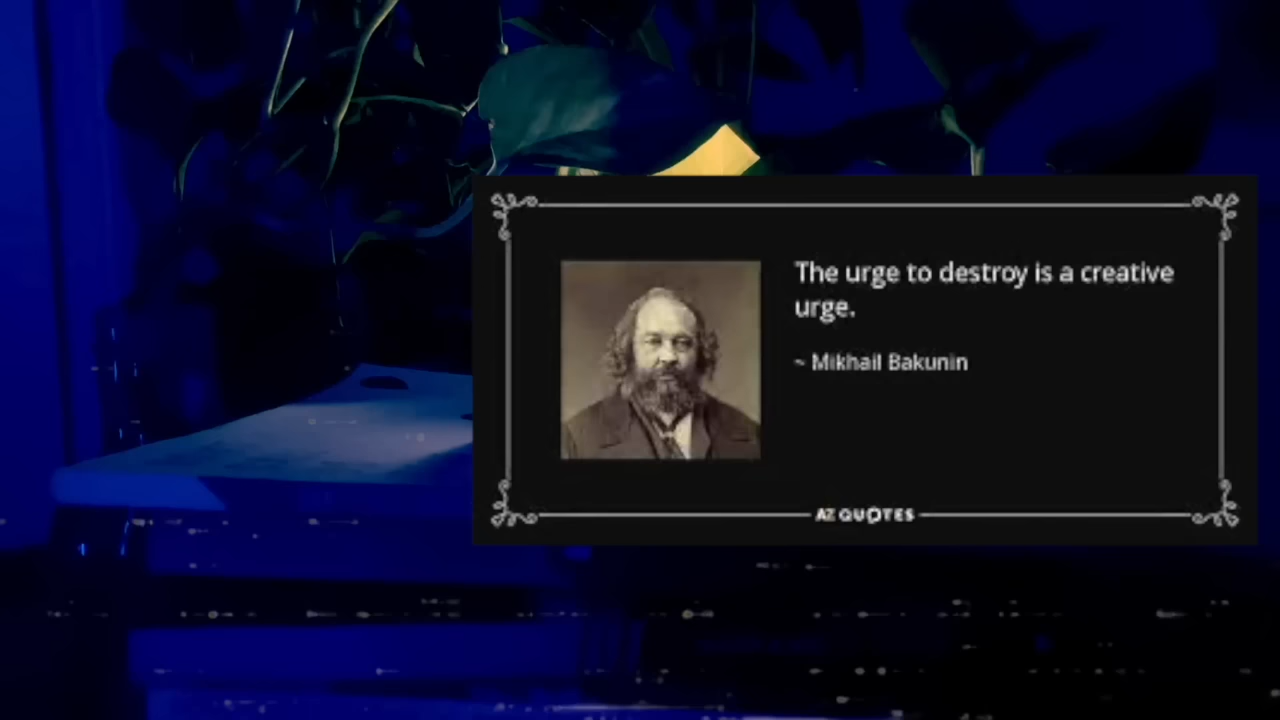 The urge to destroy is a creative
urge.
~ Mikhail Bakunin
AZ QUOTES